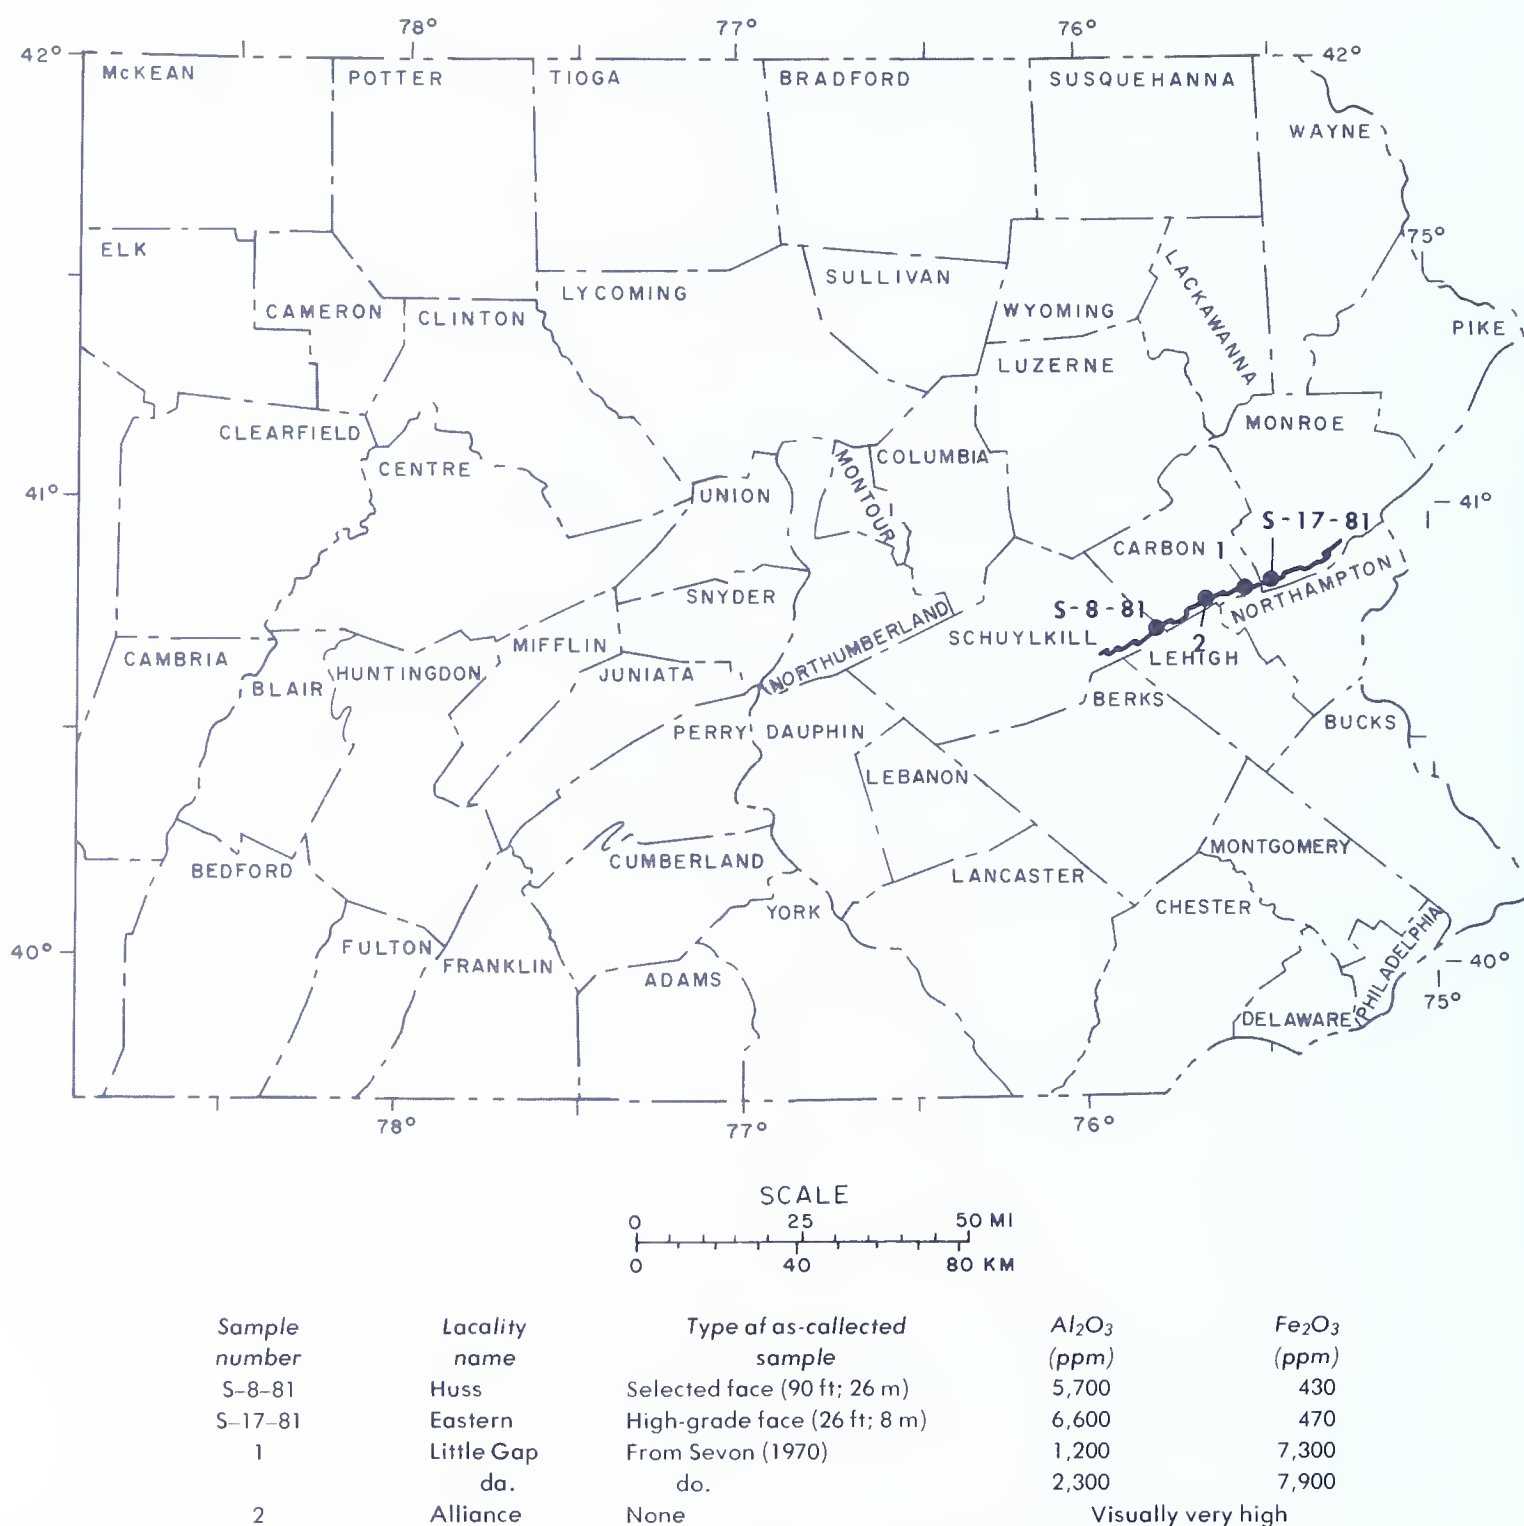 78° 77° 76°
42° 42°
McKEAN POTTER TIOGA BRADFORD SUSQUEHANNA
WAYNE
75°
ELK
SULLIVAN
LYCOMING
LACKAWANNA
CAMERON CLINTON WYOMING
PIKE
LUZERNE
CLEARFIELD MONROE
CENTRE MONTOUR COLUMBIA
41° UNION 41°
S-17-81
CARBON 1
SNYDER NORTHAMPTON
S-8-81
MIFFLIN NORTHUMBERLAND SCHUYLKILL 2
CAMBRIA LEHIGH
BLAIR HUNTINGDON JUNIATA
BERKS
PERRY DAUPHIN BUCKS
LEBANON
MONTGOMERY
BEDFORD CUMBERLAND LANCASTER
YORK CHESTER
FULTON PHILADELPHIA
40° FRANKLIN 40°
ADAMS
75°
DELAWARE
78° 77° 76°
SCALE
0 25 50 MI
0 40 80 KM
Sample Lacality Type af as-callected Al₂O₃ Fe₂O₃
number name sample (ppm) (ppm)
S-8-81 Huss Selected face (90 ft; 26 m) 5,700 430
S-17-81 Eastern High-grade face (26 ft; 8 m) 6,600 470
1 Little Gap From Sevon (1970) 1,200 7,300
da. do. 2,300 7,900
2 Alliance None Visually very high